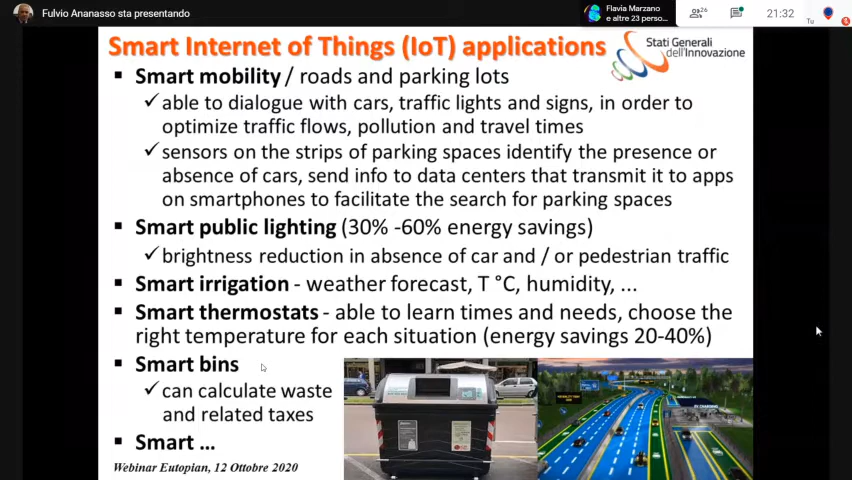 Fulvio Ananasso sta presentando
Flavia Marzano
e altre 23 perso...
26
21:32
Tu
Smart Internet of Things (IoT) applications
Stati Generali
dell'Innovazione
▪ Smart mobility / roads and parking lots
✓ able to dialogue with cars, traffic lights and signs, in order to
optimize traffic flows, pollution and travel times
✓ sensors on the strips of parking spaces identify the presence or
absence of cars, send info to data centers that transmit it to apps
on smartphones to facilitate the search for parking spaces
▪ Smart public lighting (30% -60% energy savings)
✓ brightness reduction in absence of car and / or pedestrian traffic
▪ Smart irrigation - weather forecast, T °C, humidity, ...
▪ Smart thermostats - able to learn times and needs, choose the
right temperature for each situation (energy savings 20-40%)
▪ Smart bins
✓ can calculate waste
and related taxes
▪ Smart ...
Webinar Eutopian, 12 Ottobre 2020